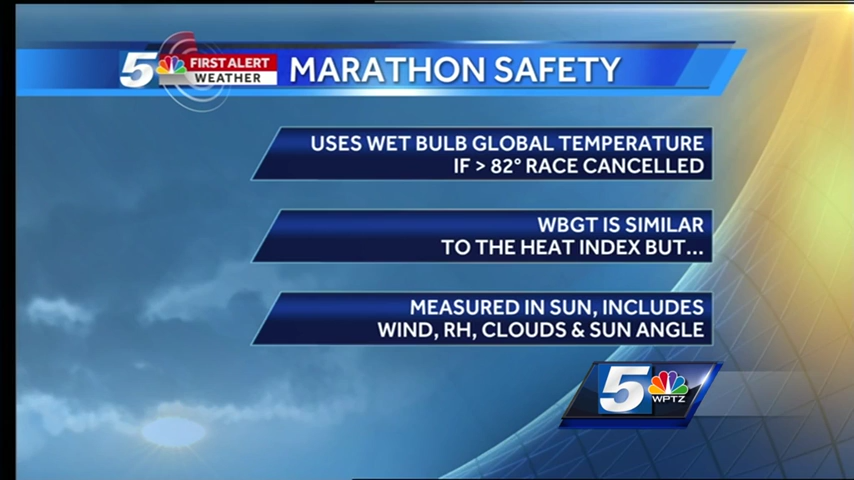 5 FIRST ALERT
WEATHER
MARATHON SAFETY
USES WET BULB GLOBAL TEMPERATURE
IF > 82° RACE CANCELLED
WBGT IS SIMILAR
TO THE HEAT INDEX BUT...
MEASURED IN SUN, INCLUDES
WIND, RH, CLOUDS & SUN ANGLE
5 WPTZ